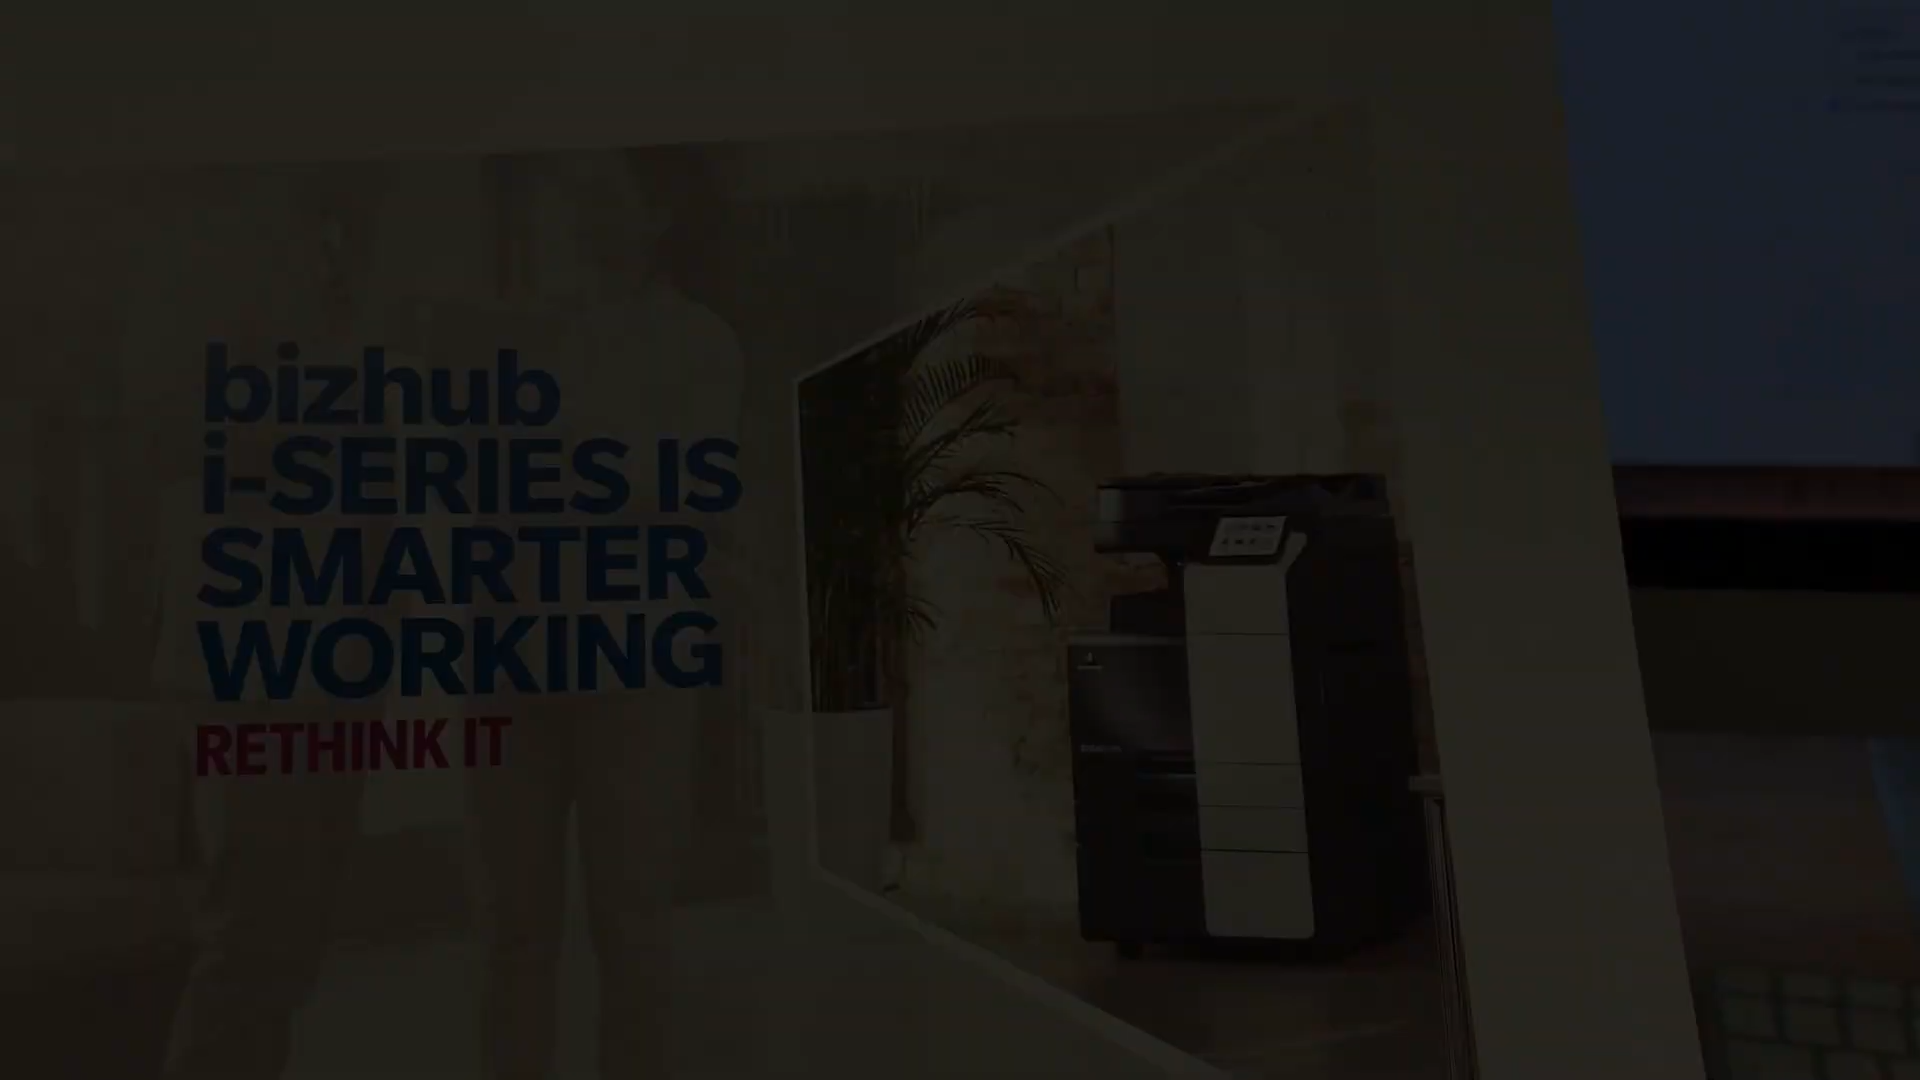 bizhub
i-SERIES IS
SMARTER
WORKING
RETHINK IT